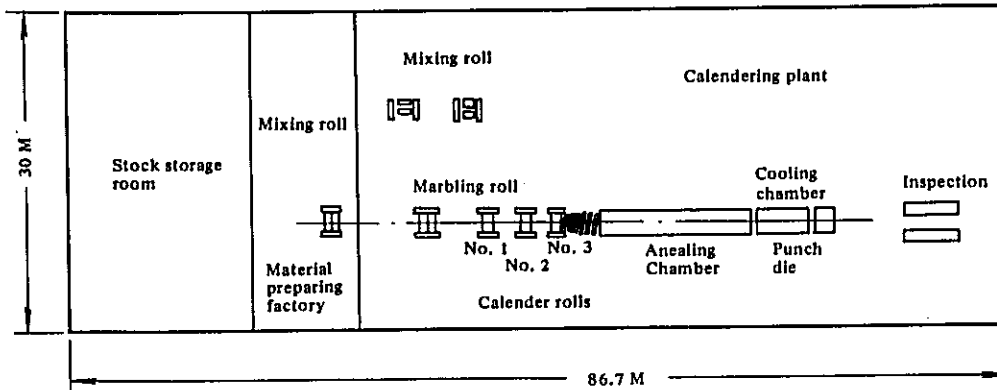 Mixing roll
Calendering plant
Mixing roll
30 M
Stock storage
room
Marbling roll
Cooling
chamber
Inspection
No. 1
No. 2
No. 3
Anealing
Chamber
Punch
die
Material
preparing
factory
Calender rolls
86.7 M